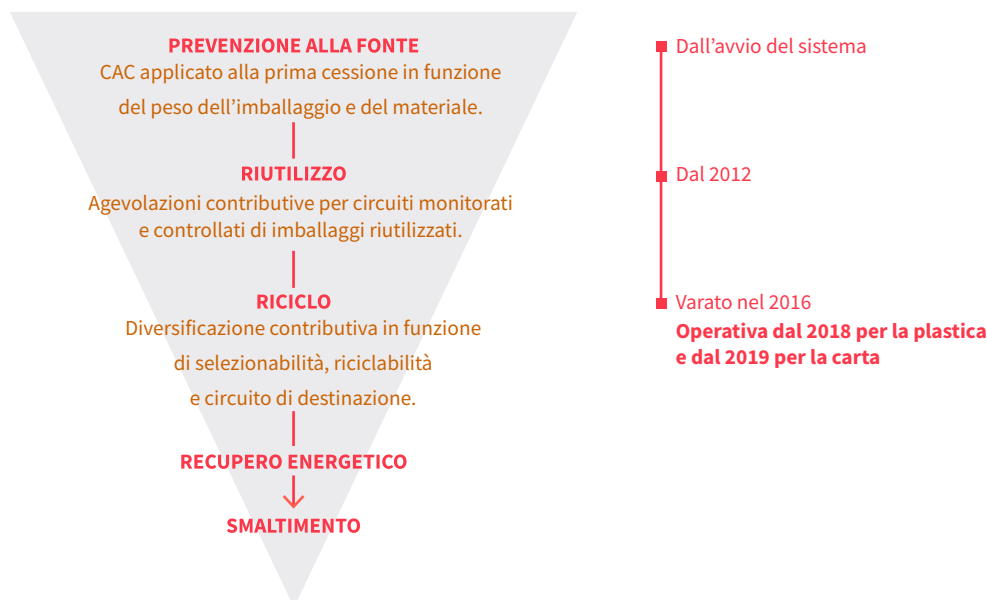 PREVENZIONE ALLA FONTE
CAC applicato alla prima cessione in funzione
del peso dell’imballaggio e del materiale.
RIUTILIZZO
Agevolazioni contributive per circuiti monitorati
e controllati di imballaggi riutilizzati.
RICICLO
Diversificazione contributiva in funzione
di selezionabilità, riciclabilità
e circuito di destinazione.
RECUPERO ENERGETICO
SMALTIMENTO
Dall’avvio del sistema
Dal 2012
Varato nel 2016
Operativa dal 2018 per la plastica
e dal 2019 per la carta